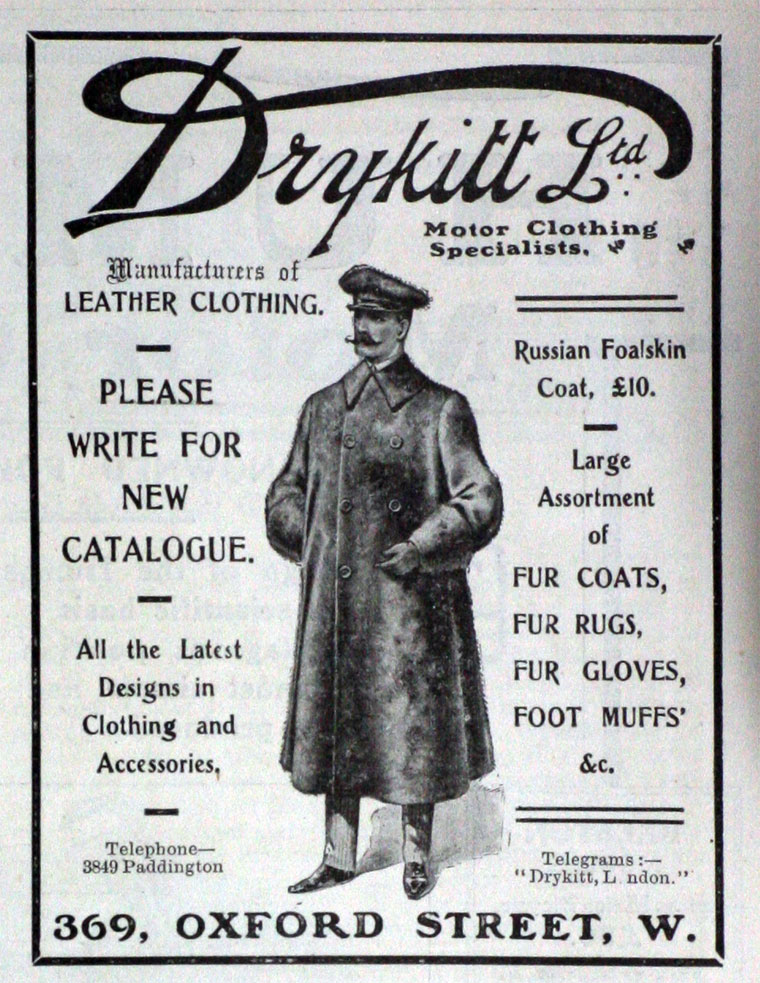 Drykitt Ltd
Motor Clothing
Specialists,
Manufacturers of
LEATHER CLOTHING.
PLEASE
WRITE FOR
NEW
CATALOGUE.
All the Latest
Designs in
Clothing and
Accessories,
Telephone—
3849 Paddington
Russian Foalskin
Coat, £10.
Large
Assortment
of
FUR COATS,
FUR RUGS,
FUR GLOVES,
FOOT MUFFS'
&c.
Telegrams :—
"Drykitt, L ndon."
369, OXFORD STREET, W.